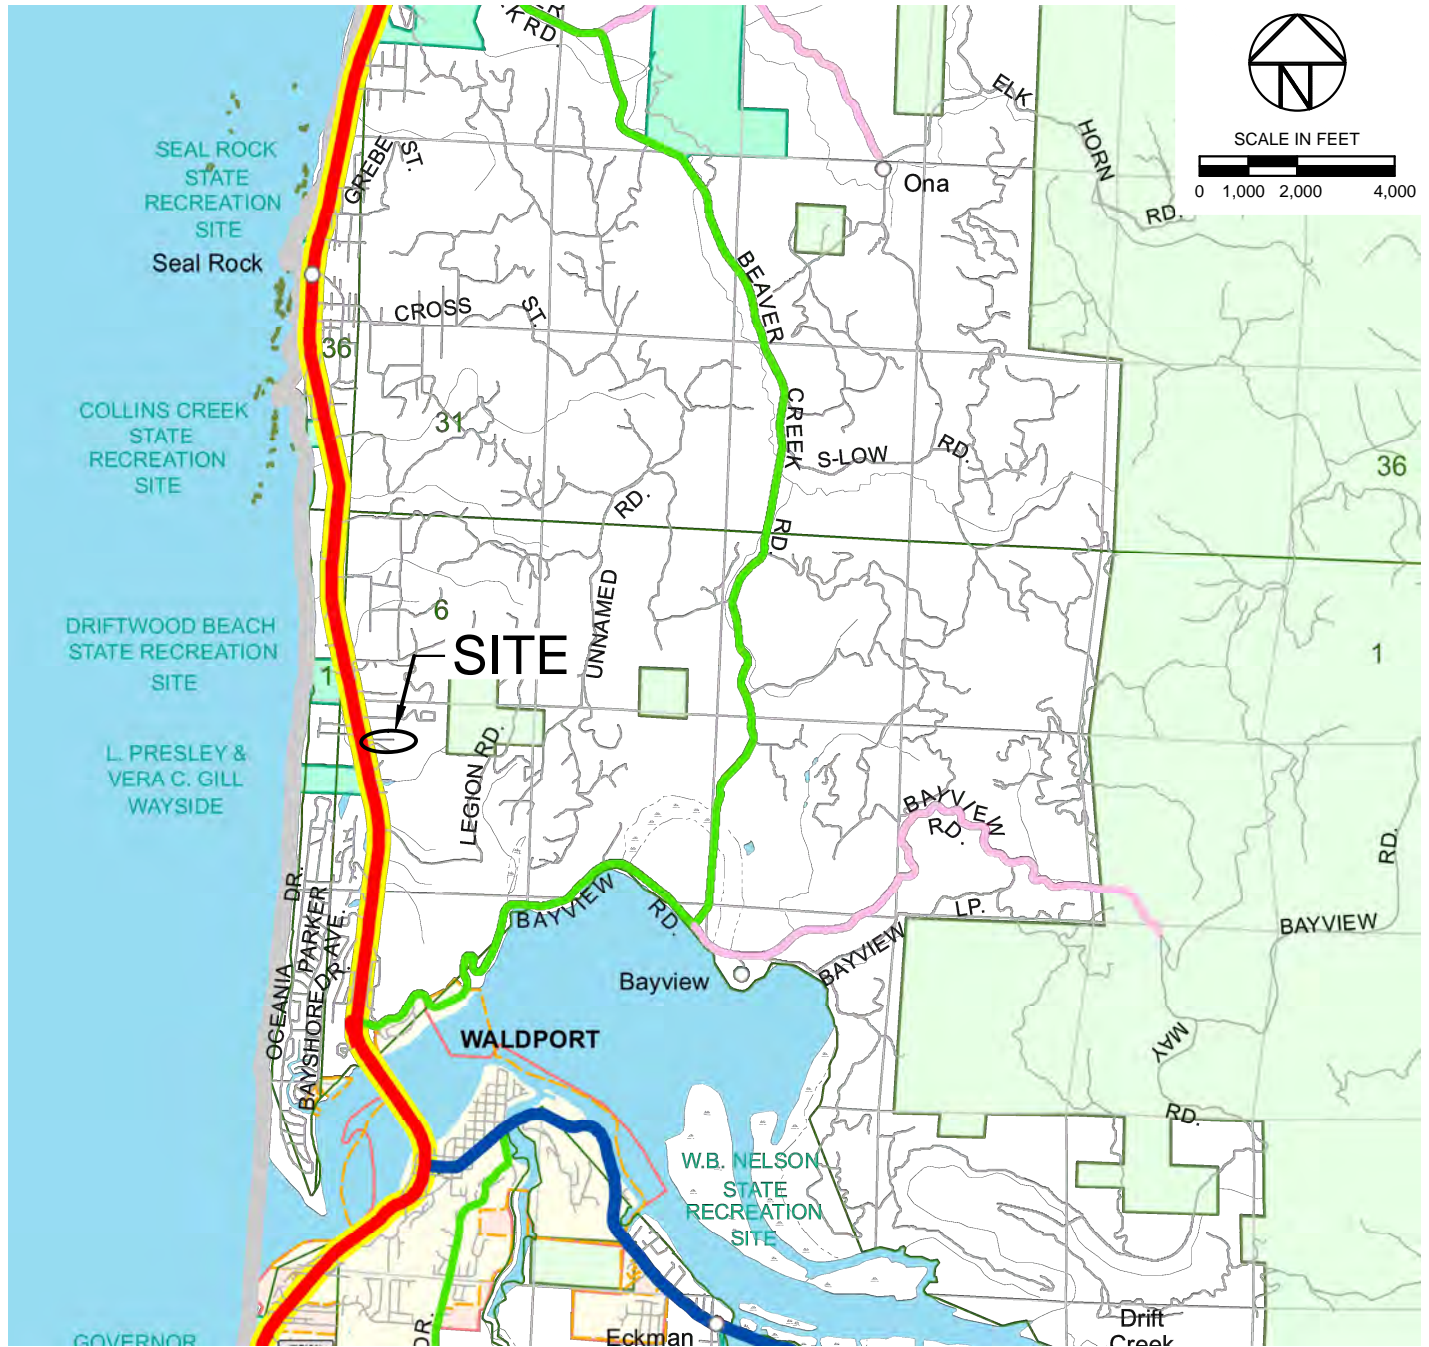 ER
K RD.
N
SCALE IN FEET
0 1,000 2,000 4,000
ELK
HORN
RD.
SEAL ROCK
STATE
RECREATION
SITE
GREBE
ST.
Ona
Seal Rock
BEAVER
CREEK
RD.
CROSS
ST.
36
COLLINS CREEK
STATE
RECREATION
SITE
31
S-LOW
RD.
36
RD.
UNNAMED
6
DRIFTWOOD BEACH
STATE RECREATION
SITE
SITE
1
1
L. PRESLEY &
VERA C. GILL
WAYSIDE
LEGION RD.
BAYVIEW
RD.
RD.
OCEANIA
DR.
BAYSHORE
DR.
PARKER
AVE.
BAYVIEW
RD.
LP.
BAYVIEW
BAYVIEW
Bayview
WALDPORT
MAY
RD.
W.B. NELSON
STATE
RECREATION
SITE
DR.
Eckman
Drift
Creek
GOVERNOR